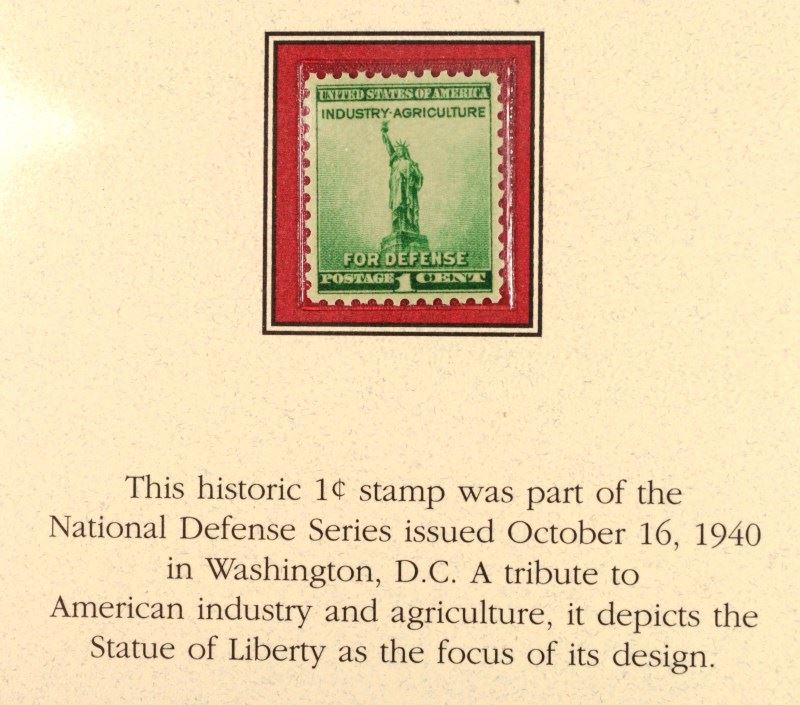 UNITED STATES OF AMERICA
INDUSTRY-AGRICULTURE
FOR DEFENSE
POSTAGE 1 CENT
This historic 1¢ stamp was part of the
National Defense Series issued October 16, 1940
in Washington, D.C. A tribute to
American industry and agriculture, it depicts the
Statue of Liberty as the focus of its design.